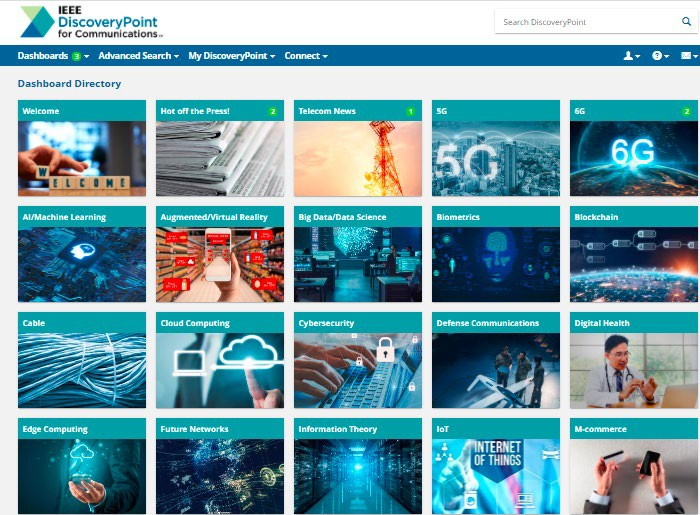 IEEE
DiscoveryPoint
for Communications℠
Search DiscoveryPoint
Dashboards 3 Advanced Search My DiscoveryPoint Connect
Dashboard Directory
Welcome
WELCOME
Hot off the Press! 2
Telecom News 1
5G
5G
6G 2
6G
AI/Machine Learning
Augmented/Virtual Reality
Big Data/Data Science
Biometrics
Blockchain
Cable
Cloud Computing
Cybersecurity
Defense Communications
Digital Health
Edge Computing
Future Networks
Information Theory
IoT
INTERNET
OF THINGS
M-commerce